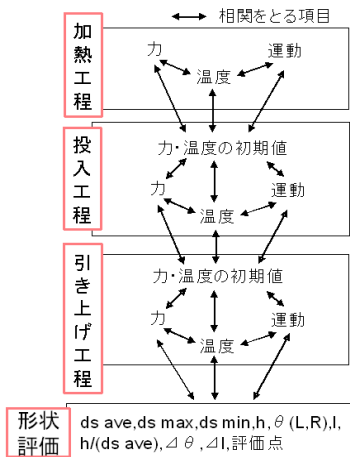 相関をとる項目
加熱工程
力
運動
温度
投入工程
力・温度の初期値
力
運動
温度
引き上げ工程
力・温度の初期値
力
運動
温度
形状評価
ds ave,ds max,ds min,h,θ(L,R),l,
h/(ds ave),⊿θ,⊿l,評価点